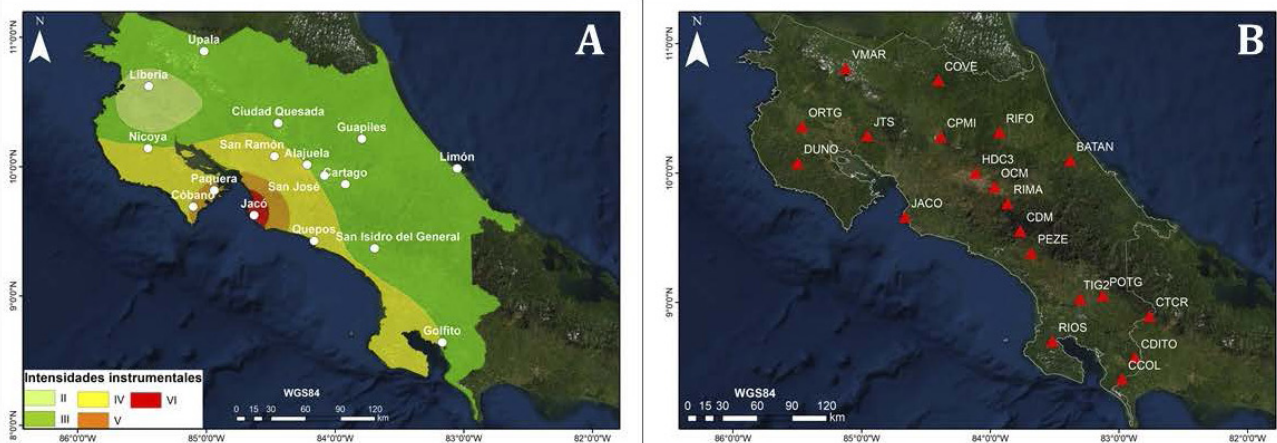 N
A
Upala
Liberia
Ciudad Quesada
Nicoya
Guapiles
San Ramón
Alajuela
Limón
Cartago
Paquera
San José
Cóbano
Jacó
Quepos
San Isidro del General
Golfito
Intensidades instrumentales
II
IV
VI
III
V
WGS84
0 15 30 60 90 120
km
11°0'0"N
10°0'0"N
9°0'0"N
8°0'0"N
86°0'0"W 85°0'0"W 84°0'0"W 83°0'0"W 82°0'0"W
N
B
VMAR
COVE
ORTG
JTS
CPMI
RIFO
DUNO
BATAN
HDC3
OCM
RIMA
JACO
CDM
PEZE
TIG2
POTG
CTCR
RIOS
CDITO
CCOL
WGS84
0 15 30 60 90 120
km
11°0'0"N
10°0'0"N
9°0'0"N
86°0'0"W 85°0'0"W 84°0'0"W 83°0'0"W 82°0'0"W